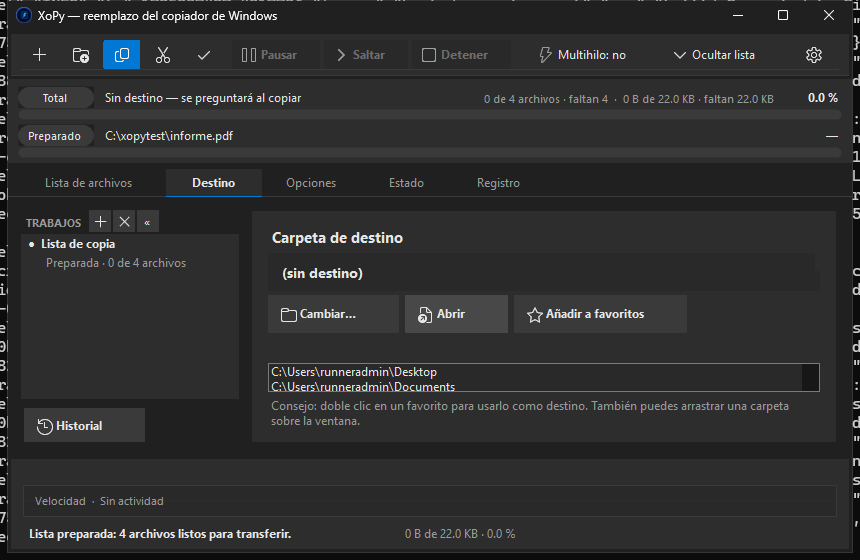 XoPy — reemplazo del copiador de Windows
Pausar Saltar Detener Multihilo: no Ocultar lista
Total Sin destino — se preguntará al copiar 0 de 4 archivos · faltan 4 · 0 B de 22.0 KB · faltan 22.0 KB 0.0 %
Preparado C:\xopytest\informe.pdf —
Lista de archivos Destino Opciones Estado Registro
TRABAJOS + × «
• Lista de copia
Preparada · 0 de 4 archivos
Historial
Carpeta de destino
(sin destino)
Cambiar... Abrir Añadir a favoritos
C:\Users\runneradmin\Desktop
C:\Users\runneradmin\Documents
Consejo: doble clic en un favorito para usarlo como destino. También puedes arrastrar una carpeta
sobre la ventana.
Velocidad · Sin actividad
Lista preparada: 4 archivos listos para transferir. 0 B de 22.0 KB · 0.0 %